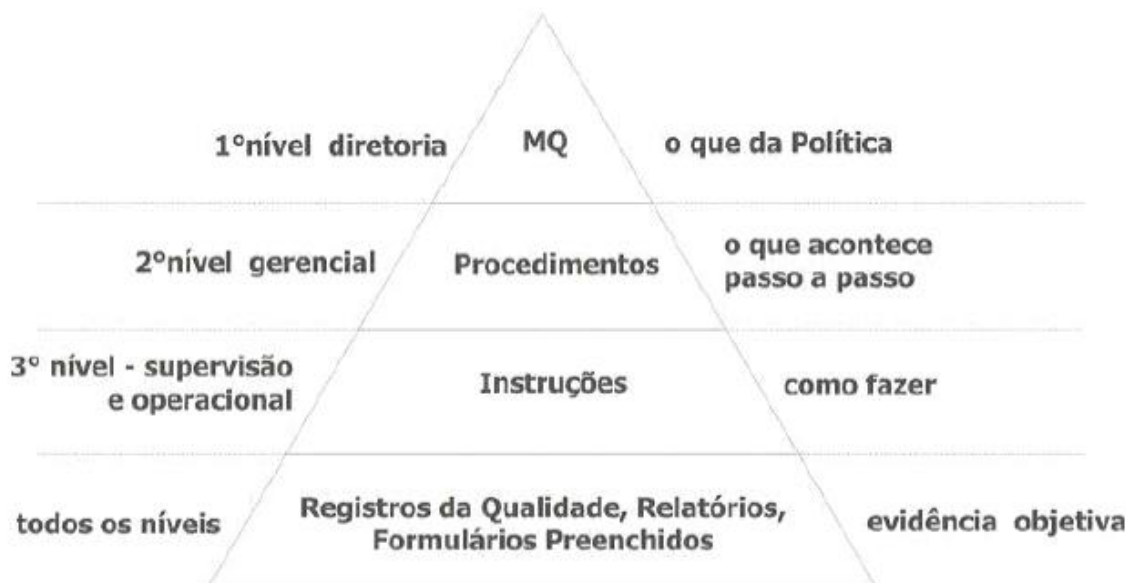 1°nível diretoria MQ o que da Política
2°nível gerencial Procedimentos o que acontece
passo a passo
3° nível - supervisão
e operacional Instruções como fazer
todos os níveis Registros da Qualidade, Relatórios,
Formulários Preenchidos evidência objetiva